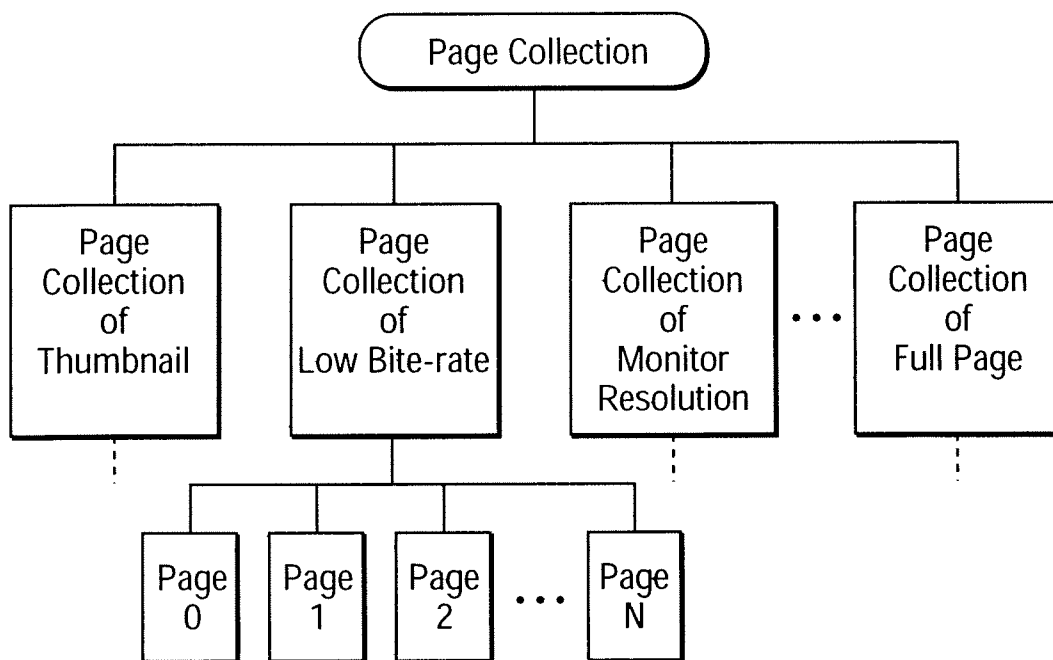 Page Collection
Page
Collection
of
Thumbnail
Page
Collection
of
Low Bite-rate
Page
Collection
of
Monitor
Resolution
•••
Page
Collection
of
Full Page
Page
0
Page
1
Page
2
•••
Page
N